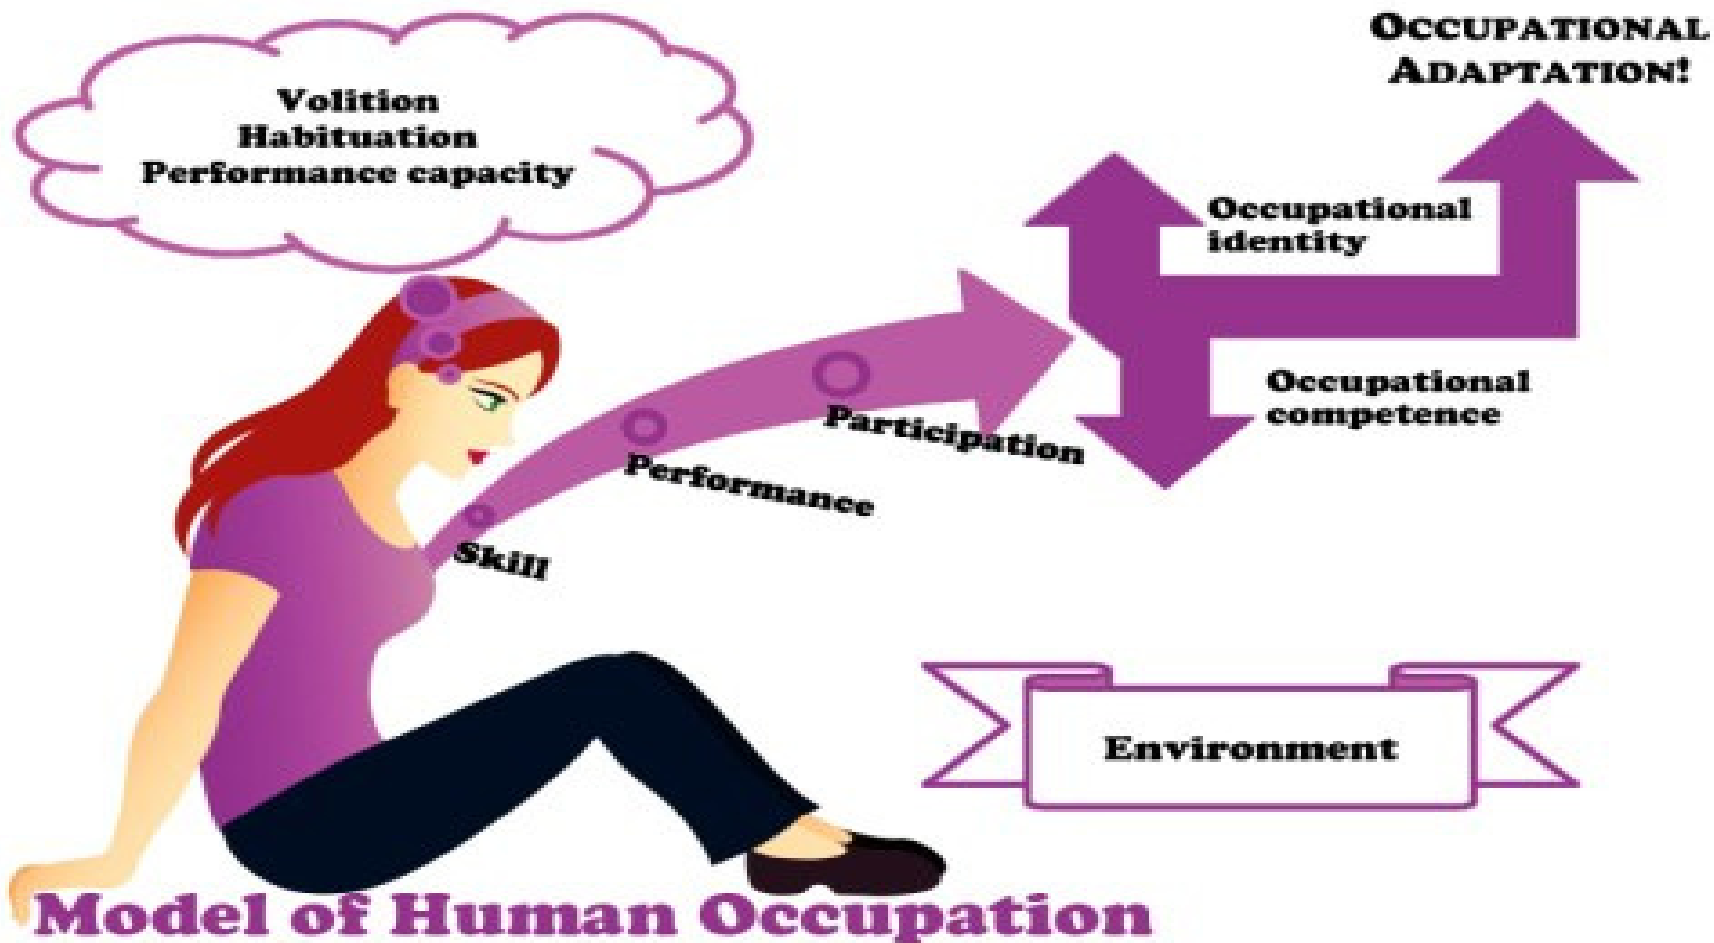 Volition
Habituation
Performance capacity
OCCUPATIONAL
ADAPTATION!
Occupational
identity
Occupational
competence
Participation
Performance
Skill
Environment
Model of Human Occupation